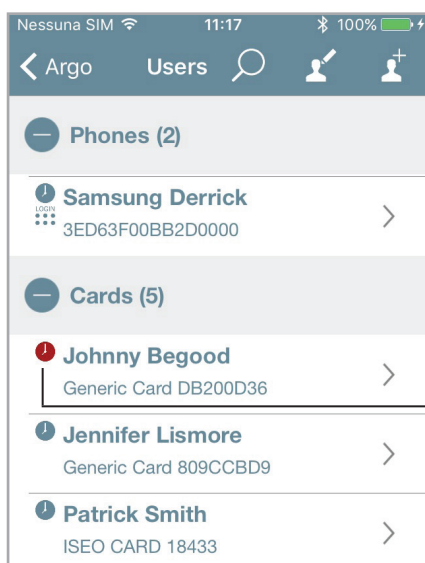 Nessuna SIM 11:17 100%
Argo Users
Phones (2)
LOGIN
Samsung Derrick
3ED63F00BB2D0000
Cards (5)
Johnny Begood
Generic Card DB200D36
Jennifer Lismore
Generic Card 809CCBD9
Patrick Smith
ISEO CARD 18433